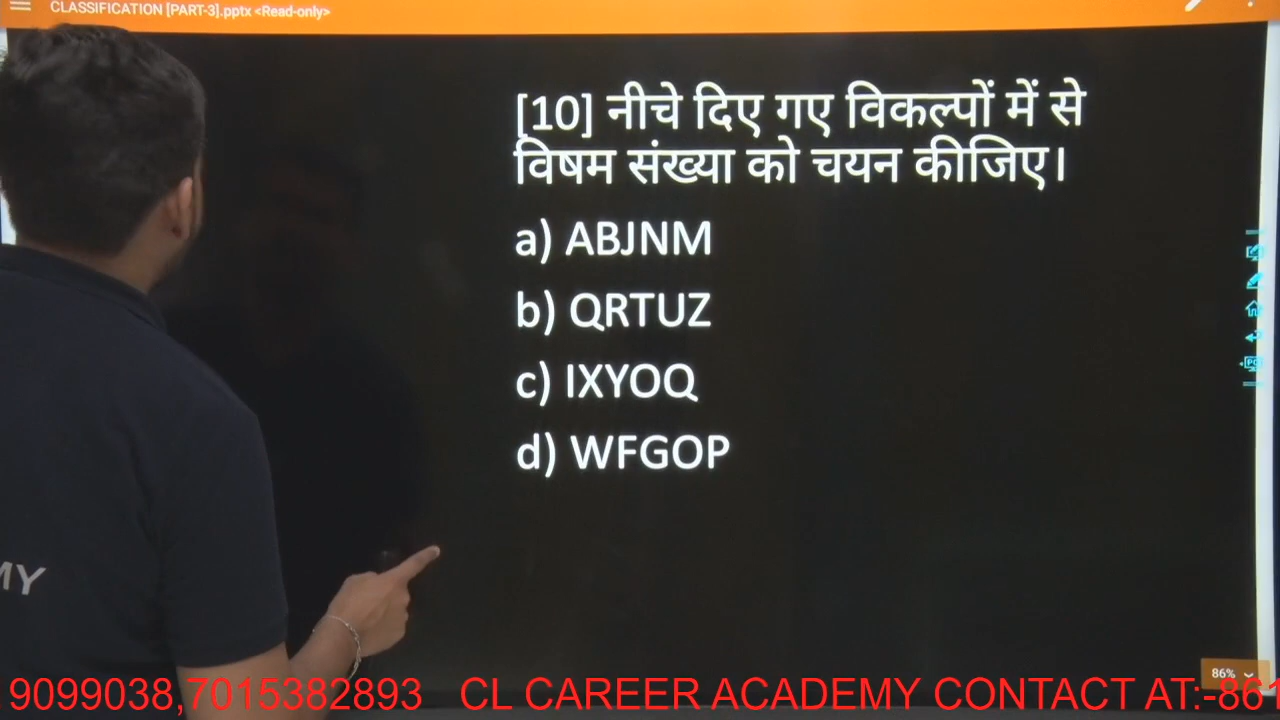 CLASSIFICATION [PART-3].pptx <Read-only>
[10] नीचे दिए गए विकल्पों में से
विषम संख्या को चयन कीजिए।
a) ABJNM
b) QRTUZ
c) IXYOQ
d) WFGOP
MY
86%
9099038,7015382893 CL CAREER ACADEMY CONTACT AT:-861